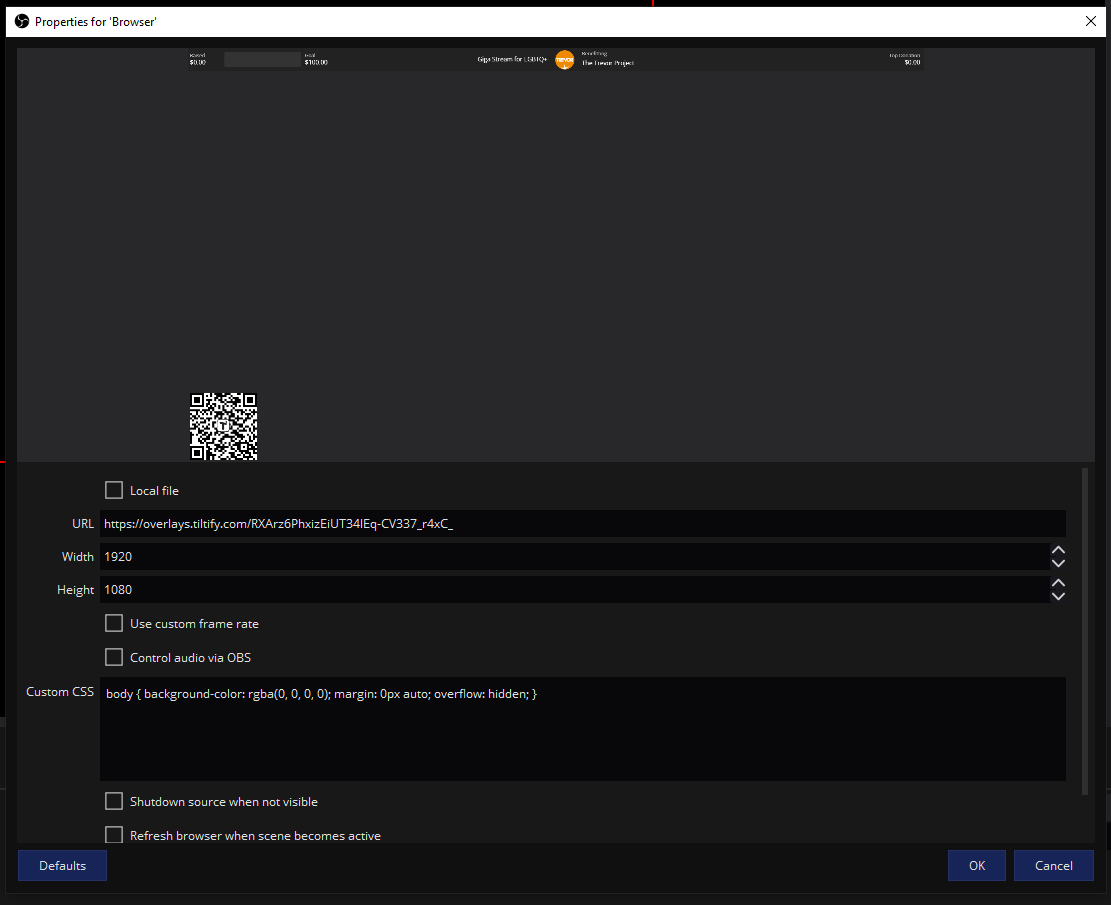 Properties for 'Browser'
Raised
$0.00
Goal
$100.00
Giga Stream for LGBTQ+
TREVOR
Benefitting
The Trevor Project
Top Donation
$0.00
Local file
URL https://overlays.tiltify.com/RXArz6PhxizEiUT34lEq-CV337_r4xC_
Width 1920
Height 1080
Use custom frame rate
Control audio via OBS
Custom CSS body { background-color: rgba(0, 0, 0, 0); margin: 0px auto; overflow: hidden; }
Shutdown source when not visible
Refresh browser when scene becomes active
Defaults OK Cancel